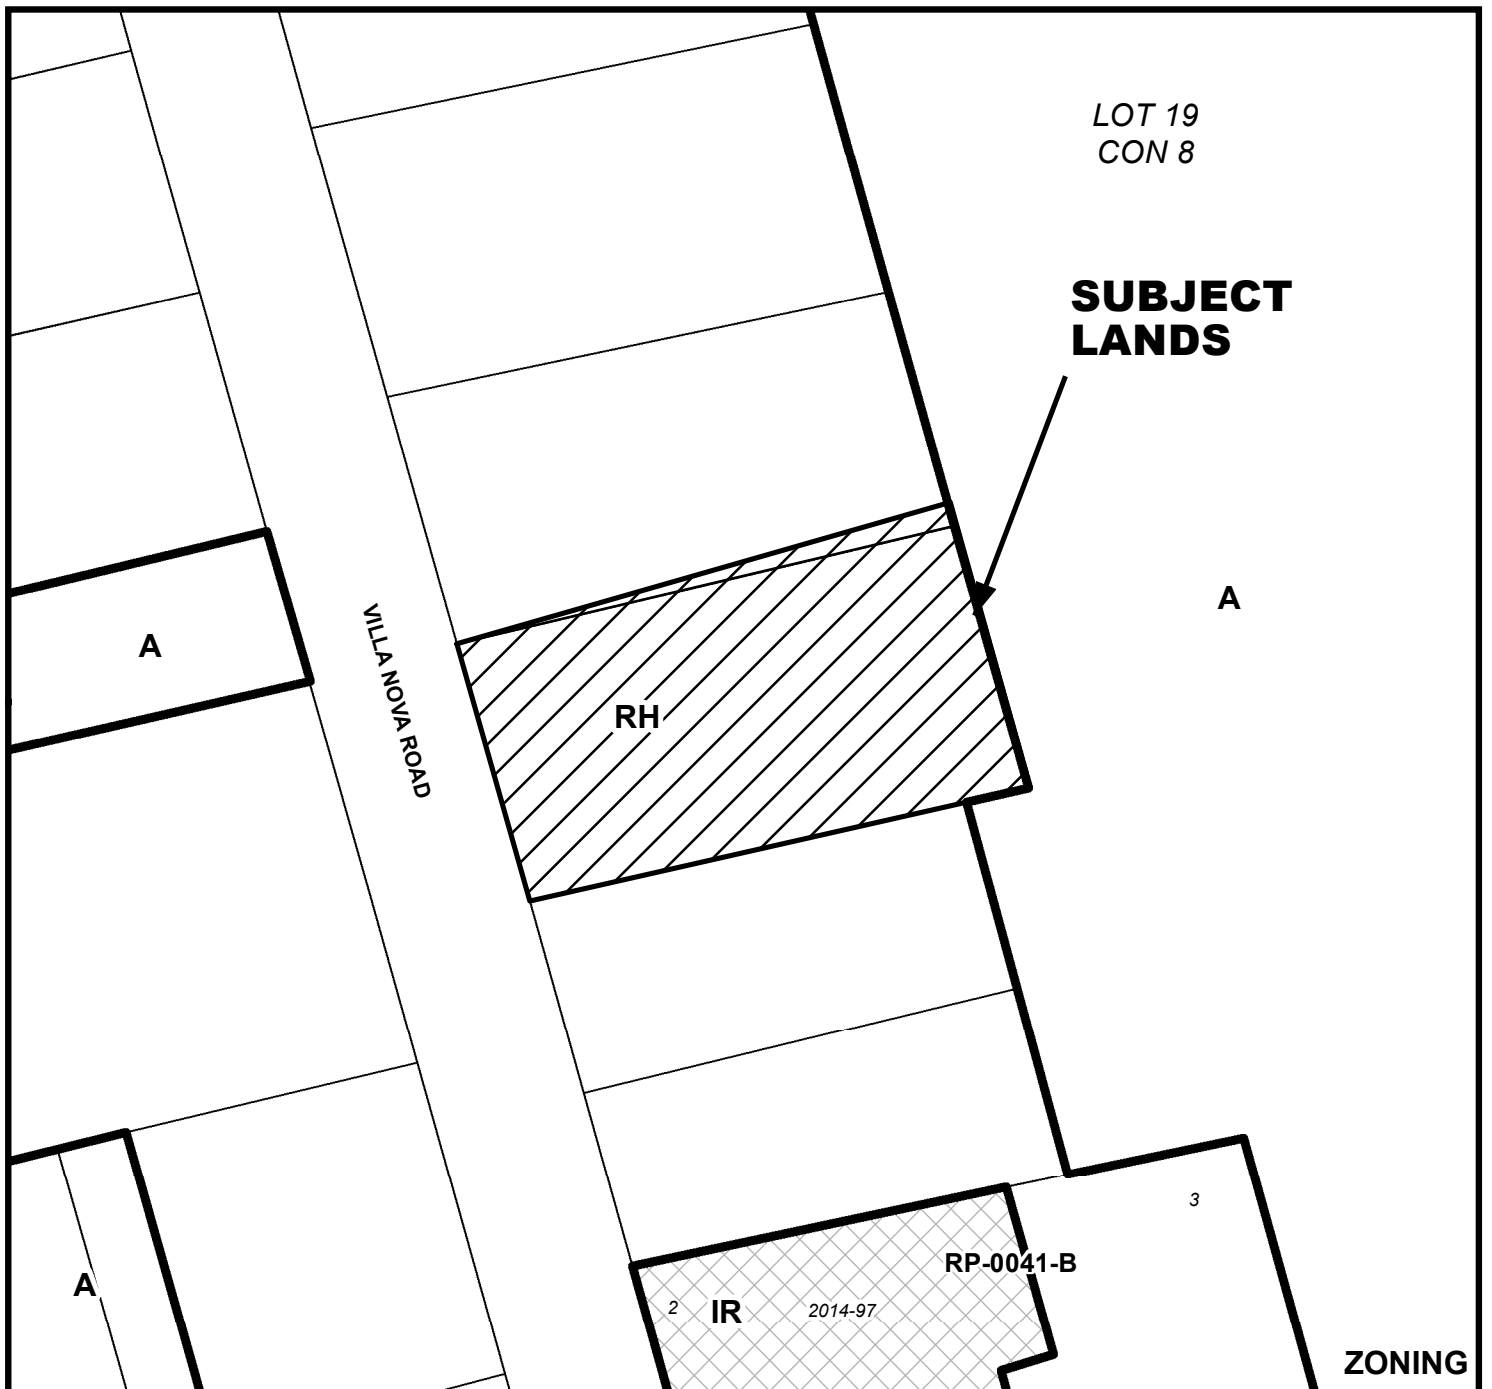 LOT 19
CON 8
SUBJECT
LANDS
A
A
VILLA NOVA ROAD
RH
3
RP-0041-B
A
2
IR
2014-97
ZONING